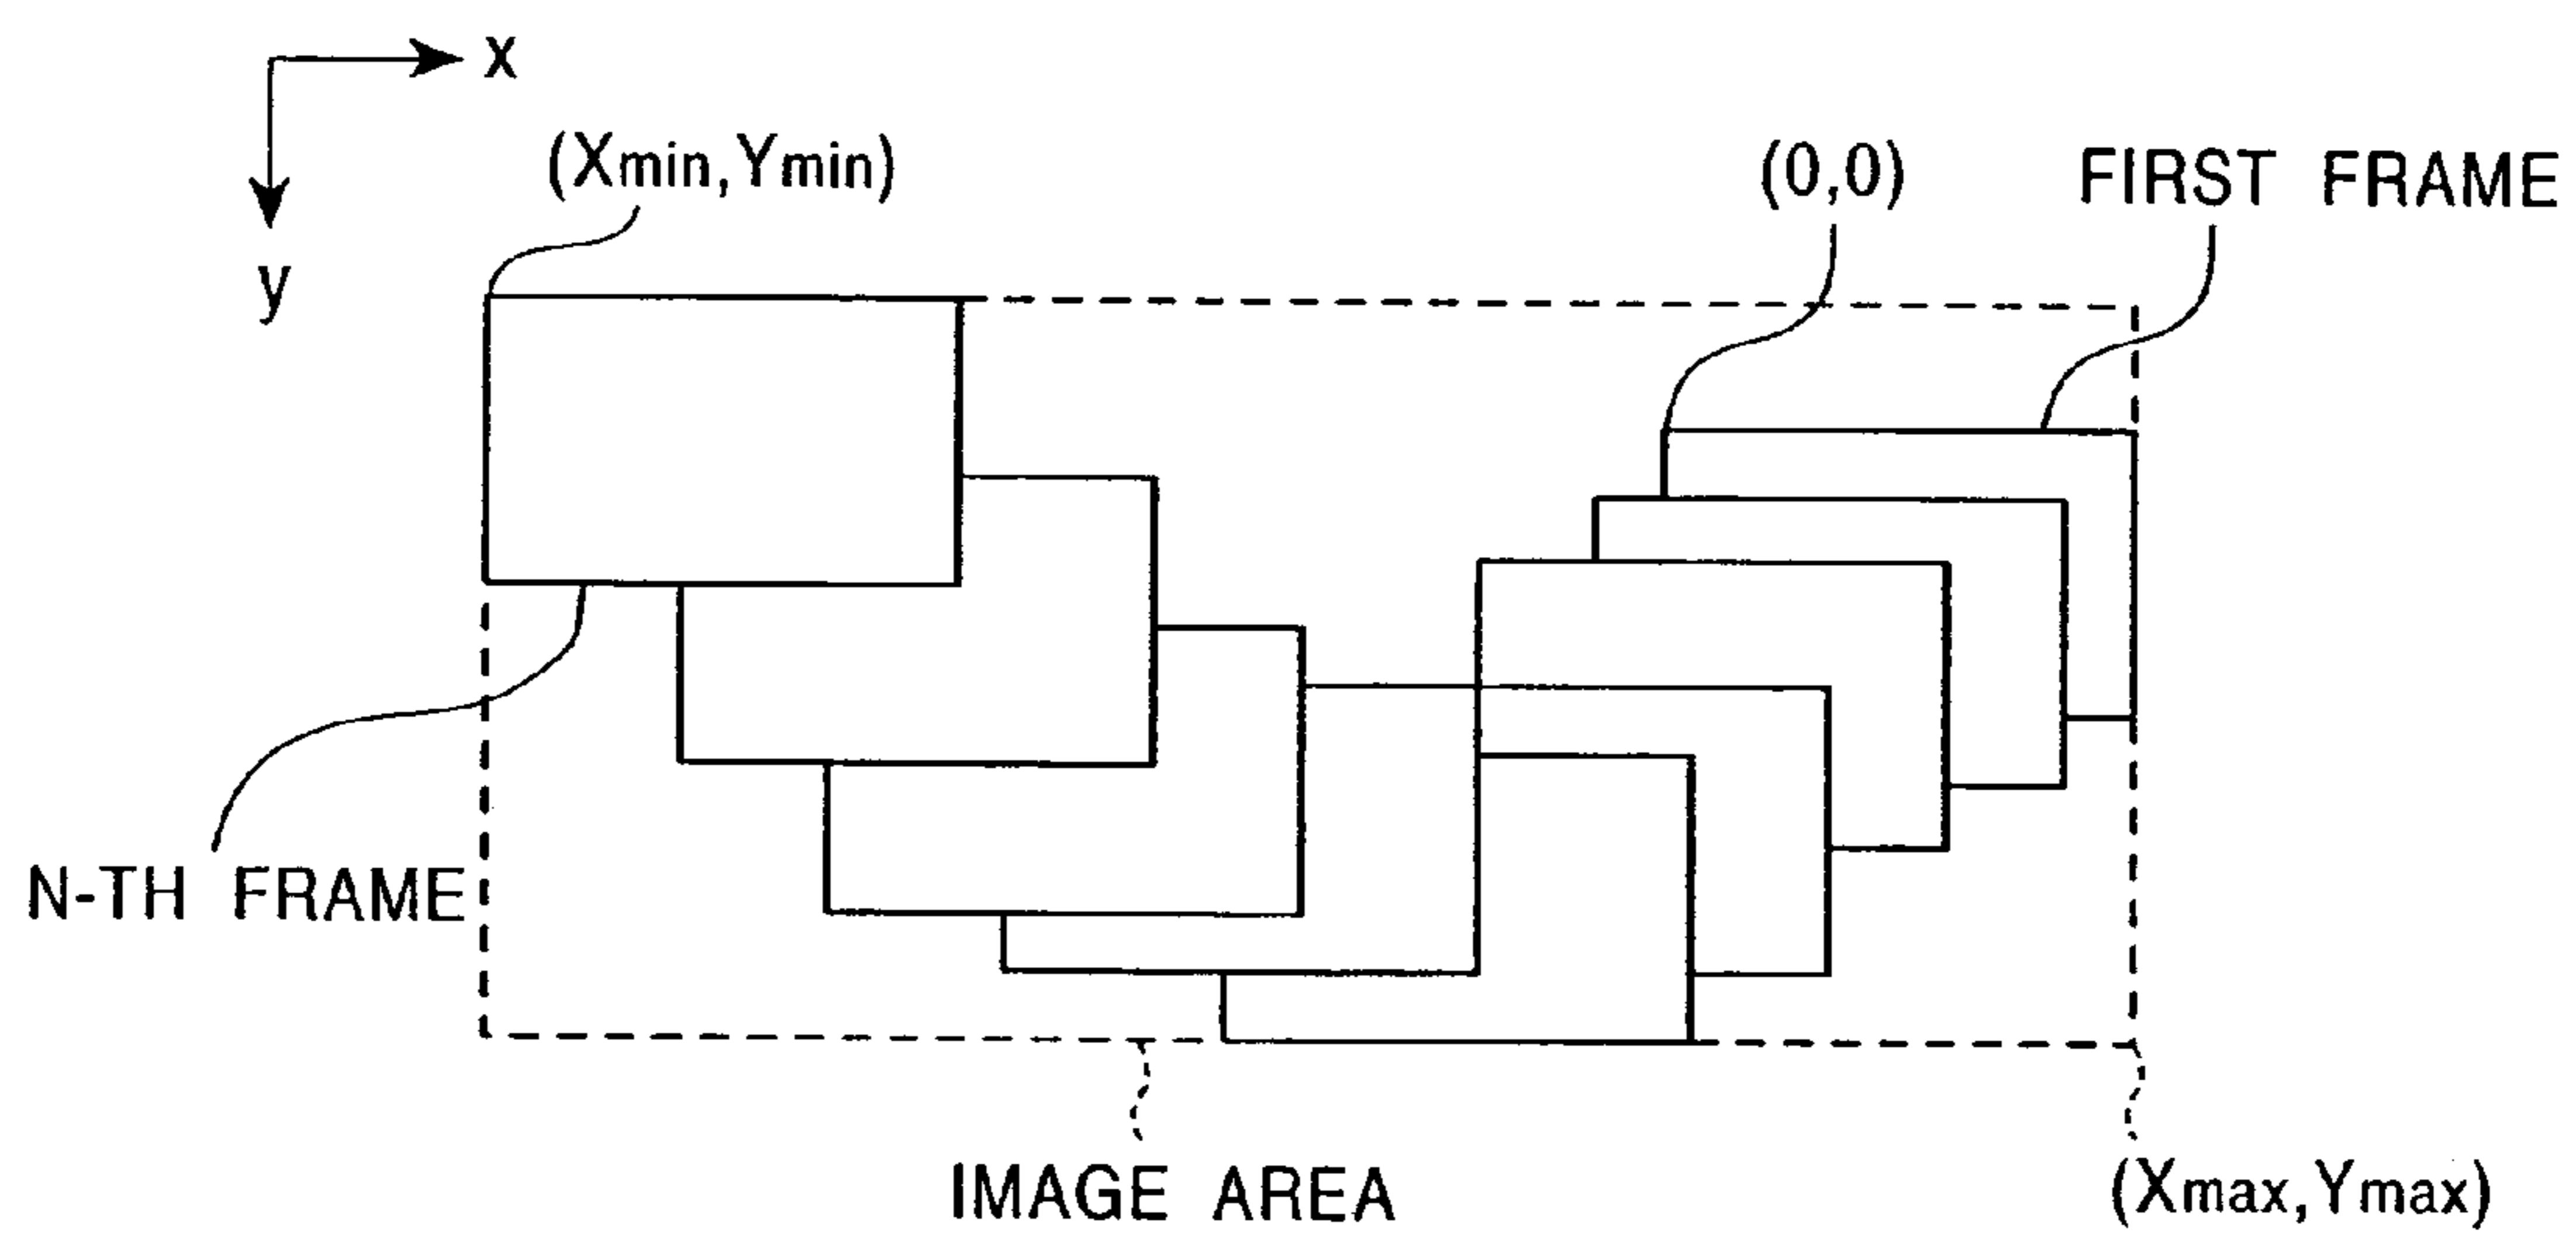 x
y
(Xmin,Ymin)
(0,0)
FIRST FRAME
N-TH FRAME
IMAGE AREA
(Xmax,Ymax)